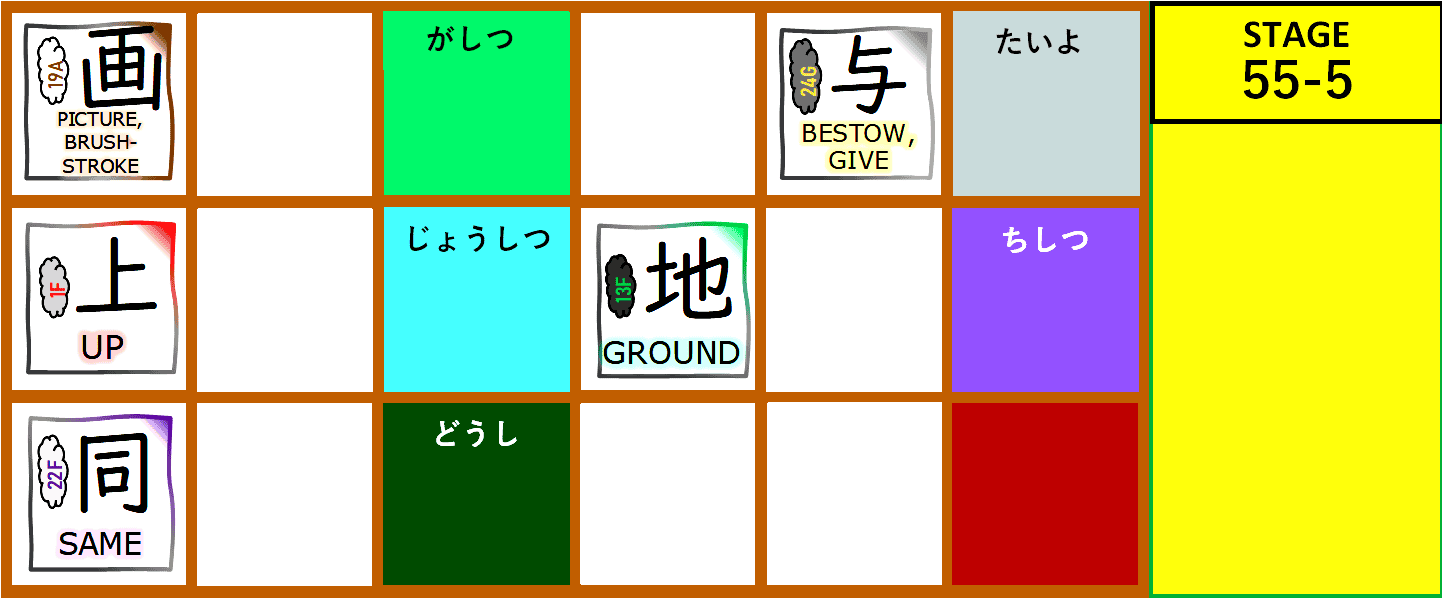 19A
画
PICTURE,
BRUSH-
STROKE
がしつ
24G
与
BESTOW,
GIVE
たいよ
STAGE
55-5
1F
上
UP
じょうしつ
13F
地
GROUND
ちしつ
22F
同
SAME
どうし